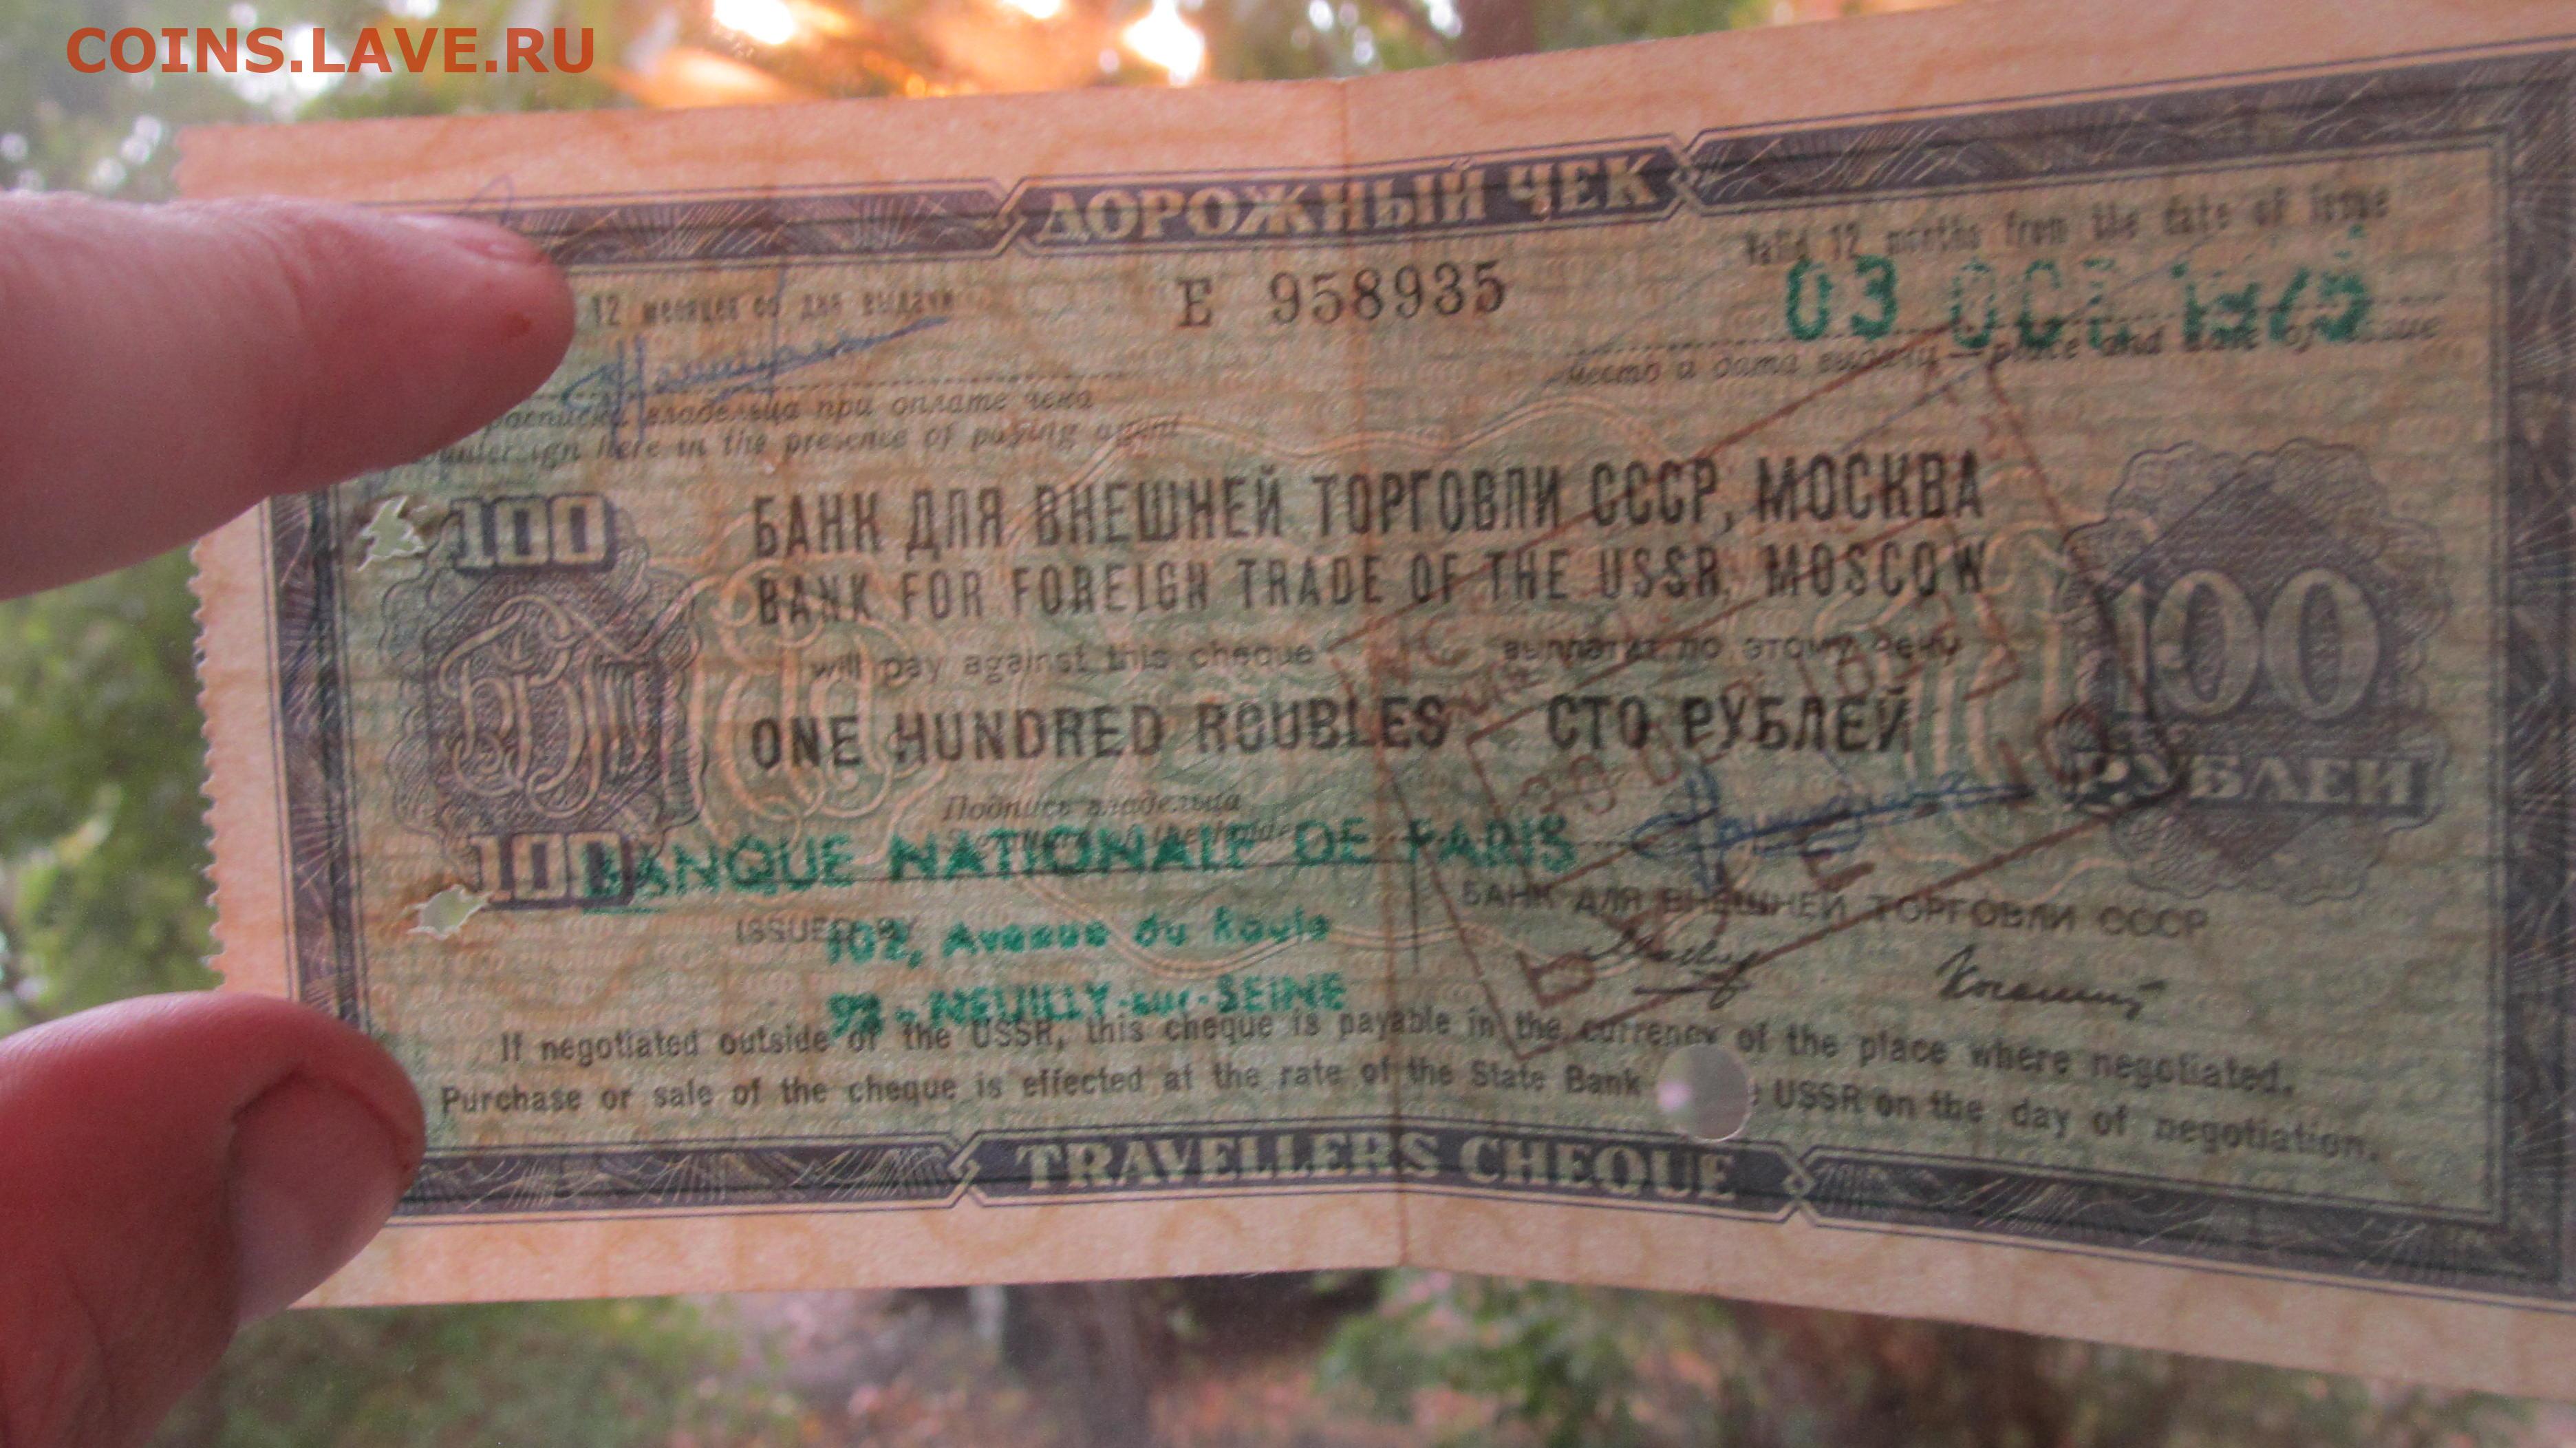 COINS.LAVE.RU
ДОРОЖНЫЙ ЧЕК
Valid 12 months from the date of issue
12 месяцев со дня выдачи
Е 958935
03 OCT 1975
место и дата выдачи — place and date of issue
расписка владельца при оплате чека
countersign here in the presence of paying agent
100
БАНК ДЛЯ ВНЕШНЕЙ ТОРГОВЛИ СССР, МОСКВА
BANK FOR FOREIGN TRADE OF THE USSR, MOSCOW
will pay against this cheque выплатит по этому чеку
100
РУБЛЕЙ
ONE HUNDRED ROUBLES СТО РУБЛЕЙ
Подпись владельца
100
BANQUE NATIONALE DE PARIS
БАНК ДЛЯ ВНЕШНЕЙ ТОРГОВЛИ СССР
ISSUED BY
102, Avenue du Roule
92 - NEUILLY-sur-SEINE
If negotiated outside of the USSR, this cheque is payable in the currency of the place where negotiated.
Purchase or sale of the cheque is effected at the rate of the State Bank USSR on the day of negotiation.
TRAVELLERS CHEQUE